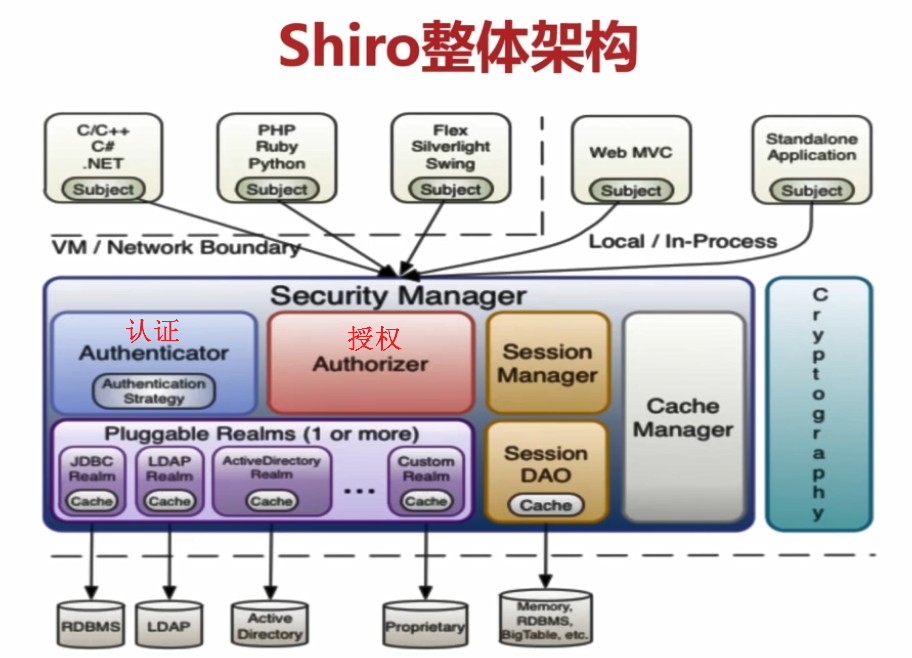 Shiro整体架构
C/C++
C#
.NET
Subject
PHP
Ruby
Python
Subject
Flex
Silverlight
Swing
Subject
Web MVC
Subject
Standalone
Application
Subject
VM / Network Boundary
Local / In-Process
Security Manager
认证
Authenticator
Authentication
Strategy
授权
Authorizer
Session
Manager
Cache
Manager
Pluggable Realms (1 or more)
JDBC
Realm
Cache
LDAP
Realm
Cache
ActiveDirectory
Realm
Cache
...
Custom
Realm
Cache
Session
DAO
Cache
C
r
y
p
t
o
g
r
a
p
h
y
RDBMS
LDAP
Active
Directory
Proprietary
Memory,
RDBMS,
BigTable, etc.